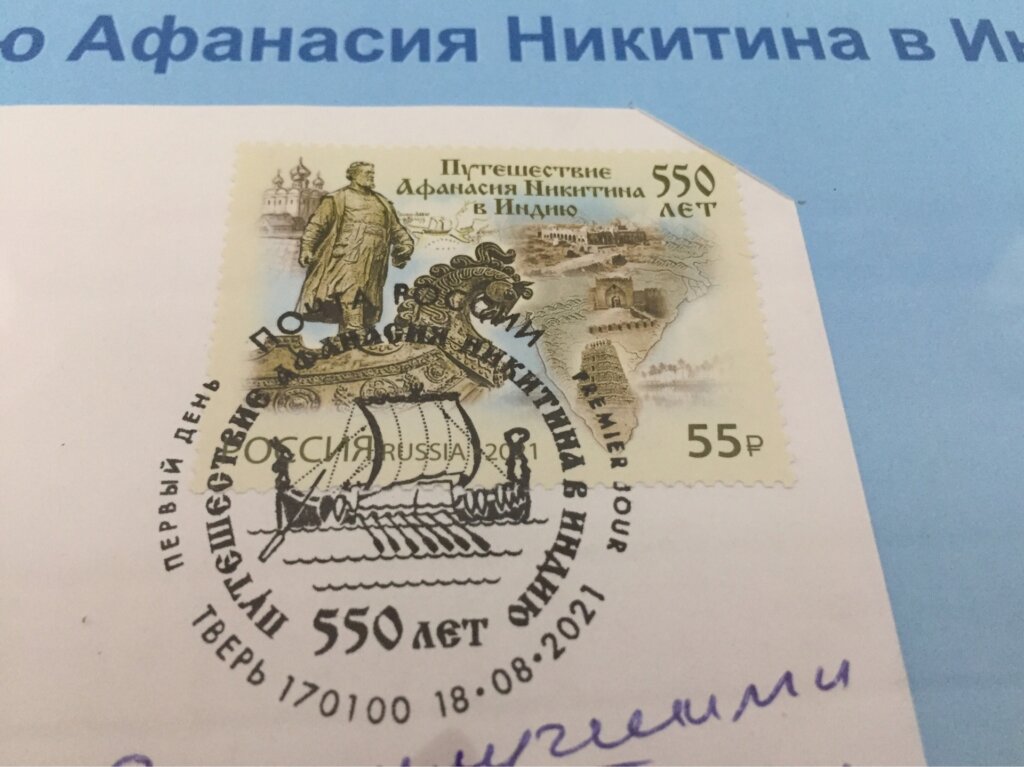 Афанасия Никитина в
Путешествие
Афанасия Никитина
в Индию
550
лет
РОССИЯ RUSSIA 2021
55₽
ПОЧТА РОССИИ
ПЕРВЫЙ ДЕНЬ
PREMIER JOUR
ПУТЕШЕСТВИЕ АФАНАСИЯ НИКИТИНА В ИНДИЮ
550 лет
ТВЕРЬ 170100 18·08·2021